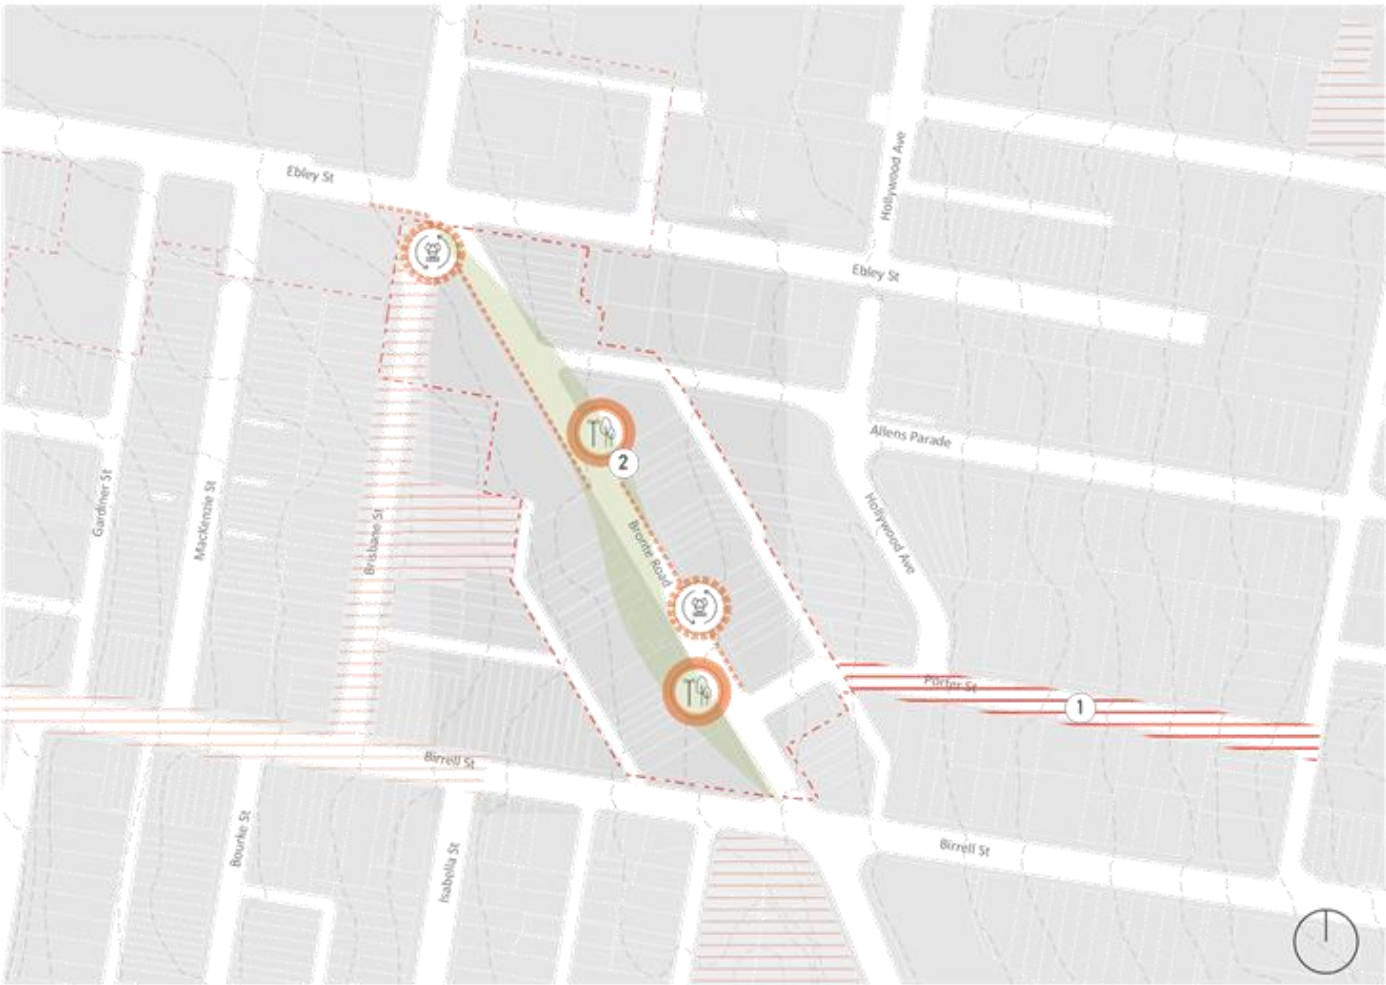 Ebley St
Hollywood Ave
Ebley St
Allens Parade
2
Gardiner St
MacKenzie St
Brisbane St
Bronte Road
Hollywood Ave
Porter St
1
Birrell St
Bourke St
Isabella St
Birrell St